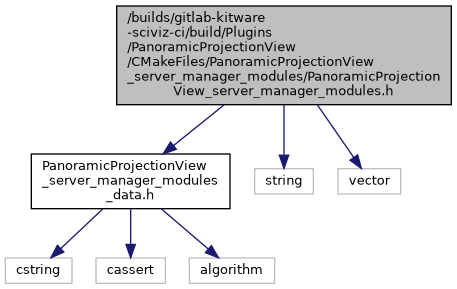 /builds/gitlab-kitware
-sciviz-ci/build/Plugins
/PanoramicProjectionView
/CMakeFiles/PanoramicProjectionView
_server_manager_modules/PanoramicProjection
View_server_manager_modules.h
PanoramicProjectionView
_server_manager_modules
_data.h
string
vector
cstring
cassert
algorithm